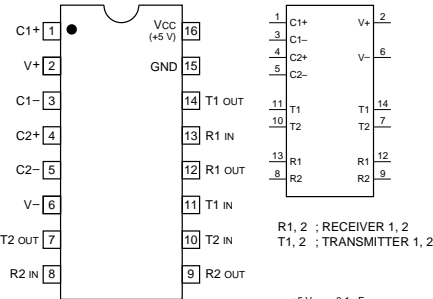 C1+ 1 VCC (+5 V) 16
V+ 2 GND 15
C1– 3 14 T1 OUT
C2+ 4 13 R1 IN
C2– 5 12 R1 OUT
V– 6 11 T1 IN
T2 OUT 7 10 T2 IN
R2 IN 8 9 R2 OUT
1 C1+ V+ 2
3 C1–
4 C2+ V– 6
5 C2–
11 T1 T1 14
10 T2 T2 7
13 R1 R1 12
8 R2 R2 9
R1, 2 ; RECEIVER 1, 2
T1, 2 ; TRANSMITTER 1, 2